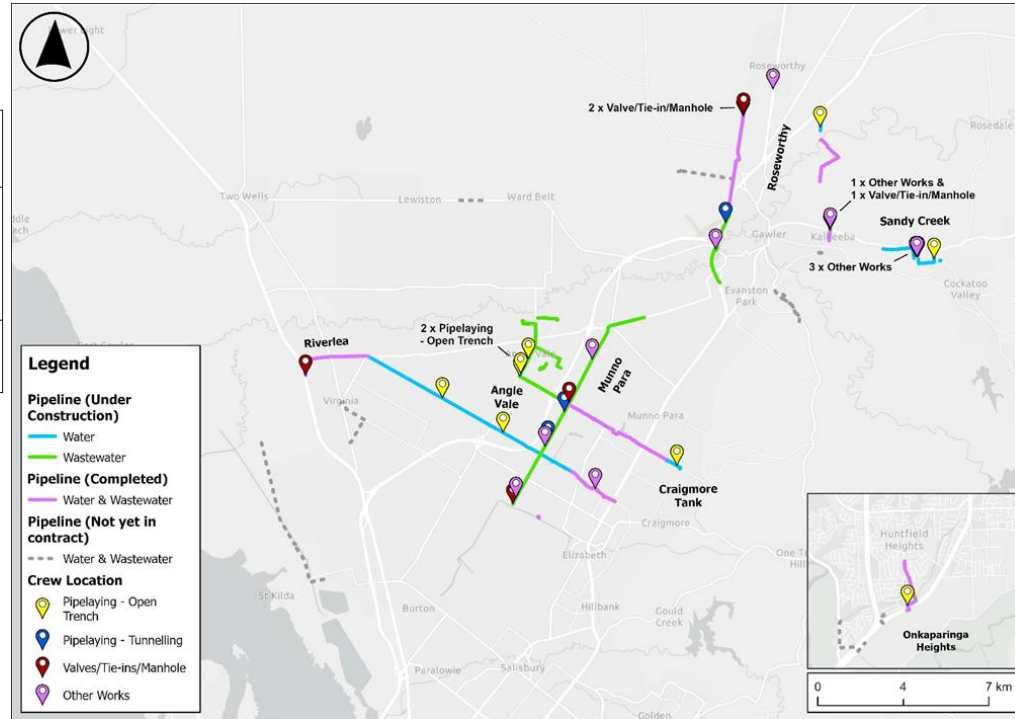 Roseworthy
2 x Valve/Tie-in/Manhole
Roseworthy
Rosedale
1 x Other Works &
1 x Valve/Tie-in/Manhole
Two Wells
Lewiston
Ward Belt
Sandy Creek
Gawler
Kalbeeba
3 x Other Works
Cockatoo
Valley
Evanston
Park
2 x Pipelaying
- Open Trench
Riverlea
Munno
Para
Angle
Vale
Virginia
Munno Para
Craigmore
Tank
Craigmore
Elizabeth
One Tree
Hill
St Kilda
Burton
Hillbank
Gould
Creek
Paralowie
Salisbury
Golden
Legend
Pipeline (Under
Construction)
Water
Wastewater
Pipeline (Completed)
Water & Wastewater
Pipeline (Not yet in
contract)
Water & Wastewater
Crew Location
Pipelaying - Open
Trench
Pipelaying - Tunnelling
Valves/Tie-ins/Manhole
Other Works
Huntfield
Heights
Onkaparinga
Heights
0 4 7 km